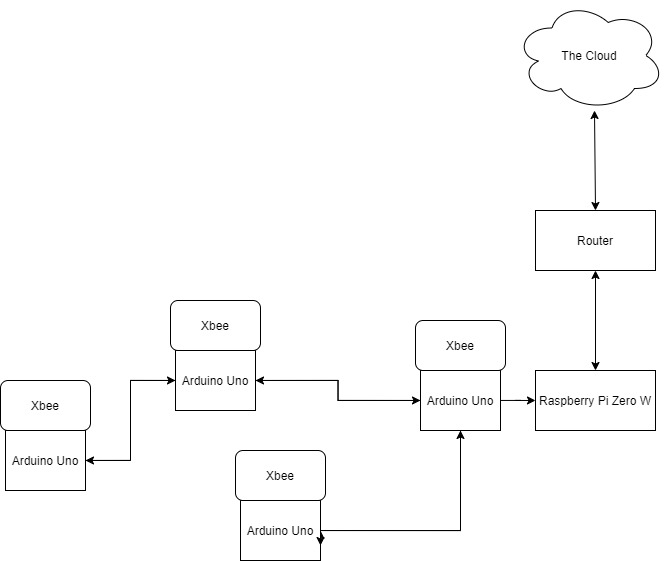 The Cloud
Router
Xbee
Arduino Uno
Xbee
Arduino Uno
Raspberry Pi Zero W
Xbee
Arduino Uno
Xbee
Arduino Uno